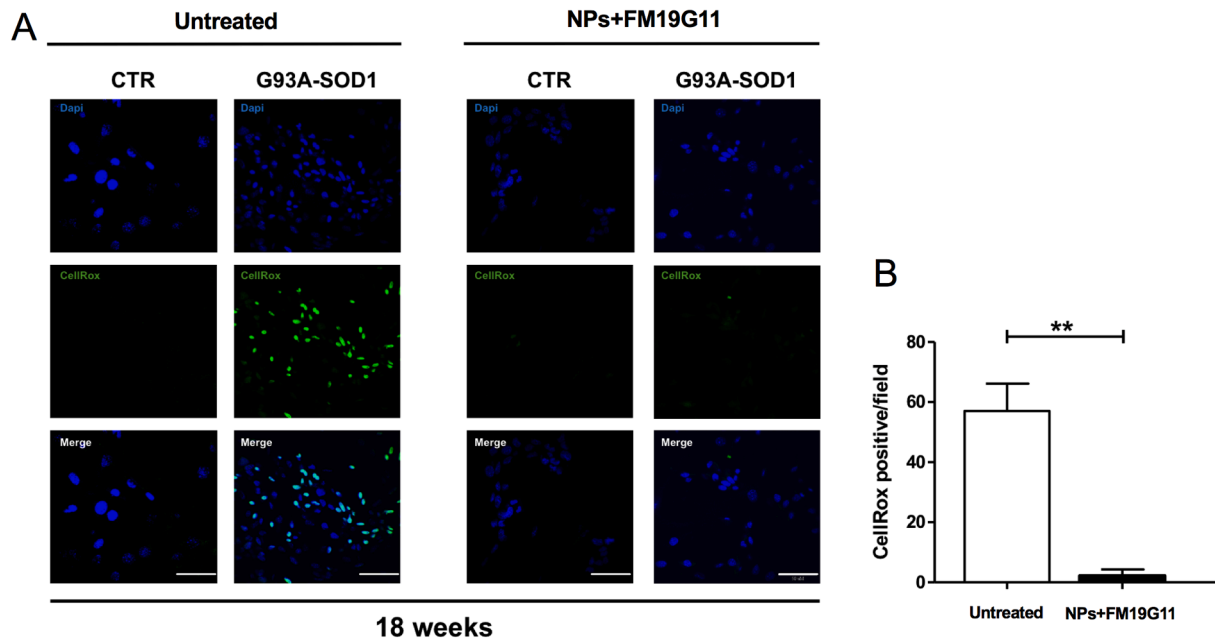 A
Untreated
NPs+FM19G11
CTR
G93A-SOD1
CTR
G93A-SOD1
Dapi
Dapi
Dapi
Dapi
CellRox
CellRox
CellRox
CellRox
Merge
Merge
Merge
Merge
18 weeks
B
**
CellRox positive/field
80
60
40
20
0
Untreated
NPs+FM19G11